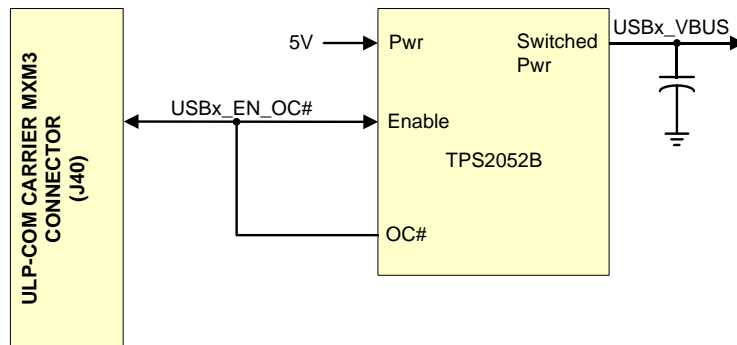 ULP-COM CARRIER MXM3
CONNECTOR
(J40)
USBx_EN_OC#
5V
Pwr
Switched
Pwr
Enable
TPS2052B
OC#
USBx_VBUS